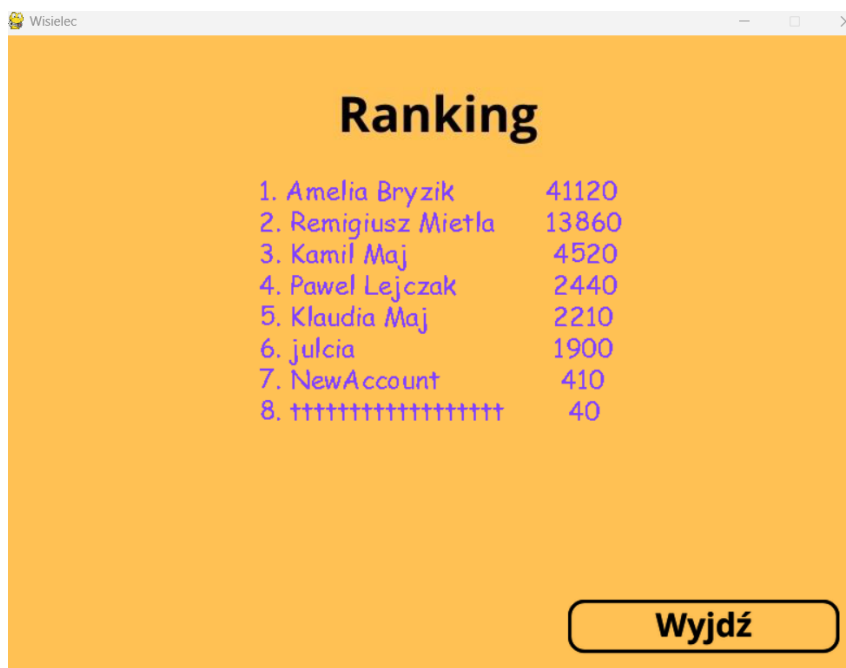 Wisielec
Ranking
1. Amelia Bryzik 41120
2. Remigiusz Mietla 13860
3. Kamil Maj 4520
4. Pawel Lejczak 2440
5. Klaudia Maj 2210
6. julcia 1900
7. NewAccount 410
8. tttttttttttttttttt 40
Wyjdź